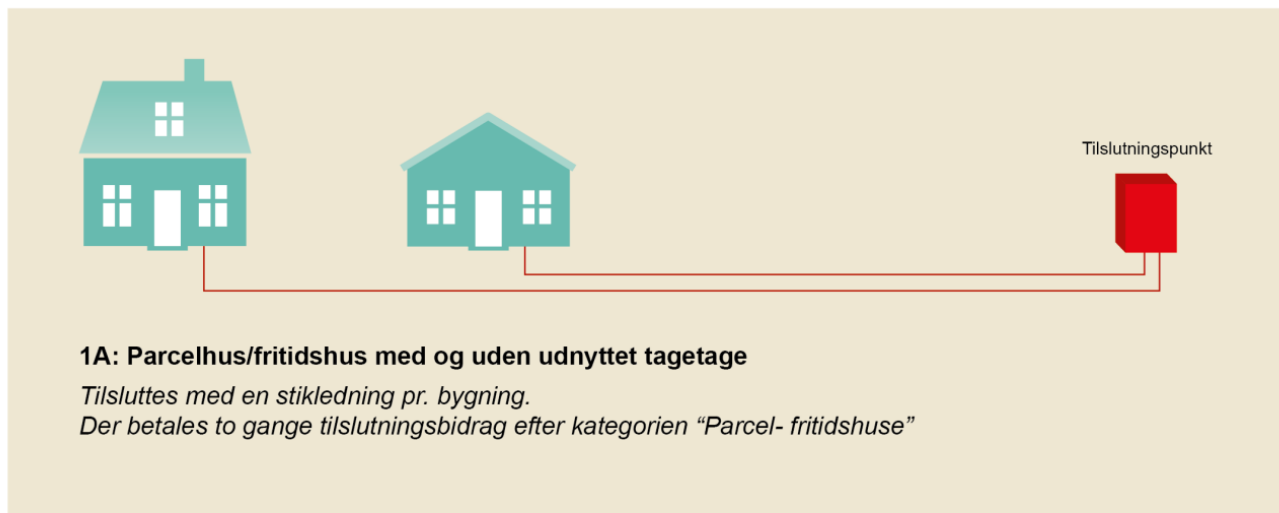 Tilslutningspunkt
1A: Parcelhus/fritidshus med og uden udnyttet tagetage
Tilsluttes med en stikledning pr. bygning.
Der betales to gange tilslutningsbidrag efter kategorien “Parcel- fritidshuse”